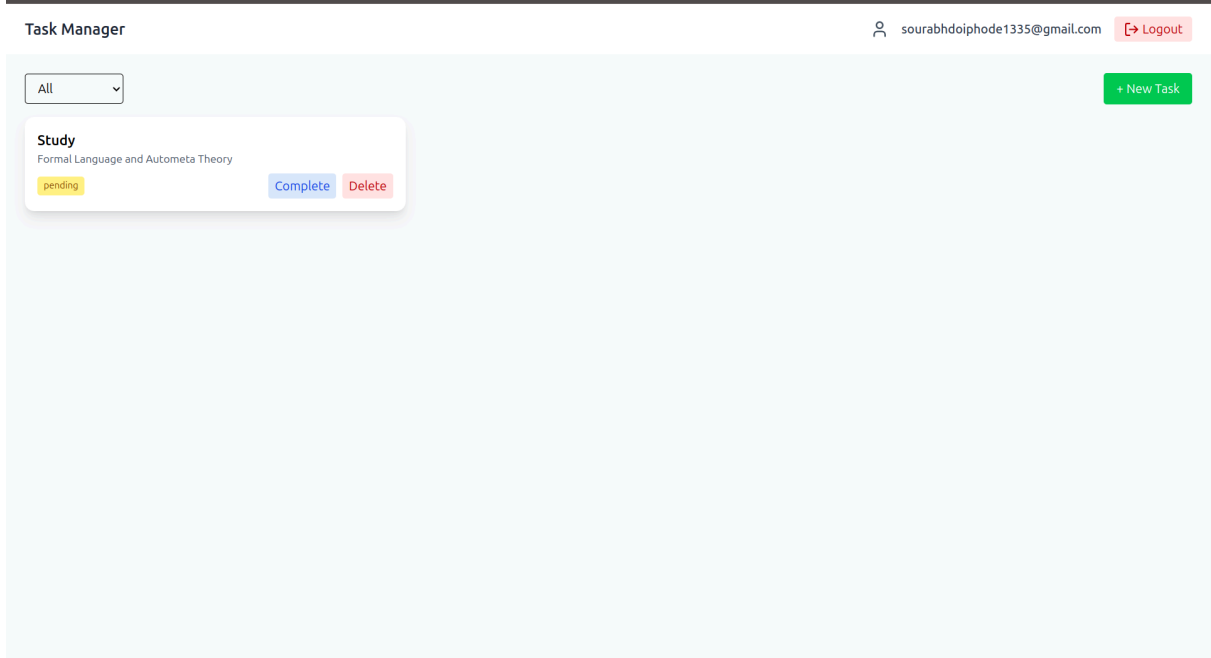 Task Manager
sourabhdoiphode1335@gmail.com
Logout
All
+ New Task
Study
Formal Language and Autometa Theory
pending
Complete
Delete